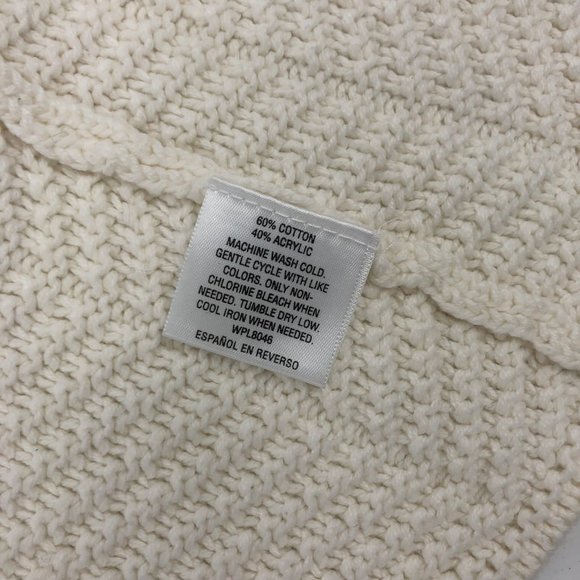 60% COTTON
40% ACRYLIC
MACHINE WASH COLD.
GENTLE CYCLE WITH LIKE
COLORS. ONLY NON-
CHLORINE BLEACH WHEN
NEEDED. TUMBLE DRY LOW.
COOL IRON WHEN NEEDED.
WPL8046
ESPAÑOL EN REVERSO